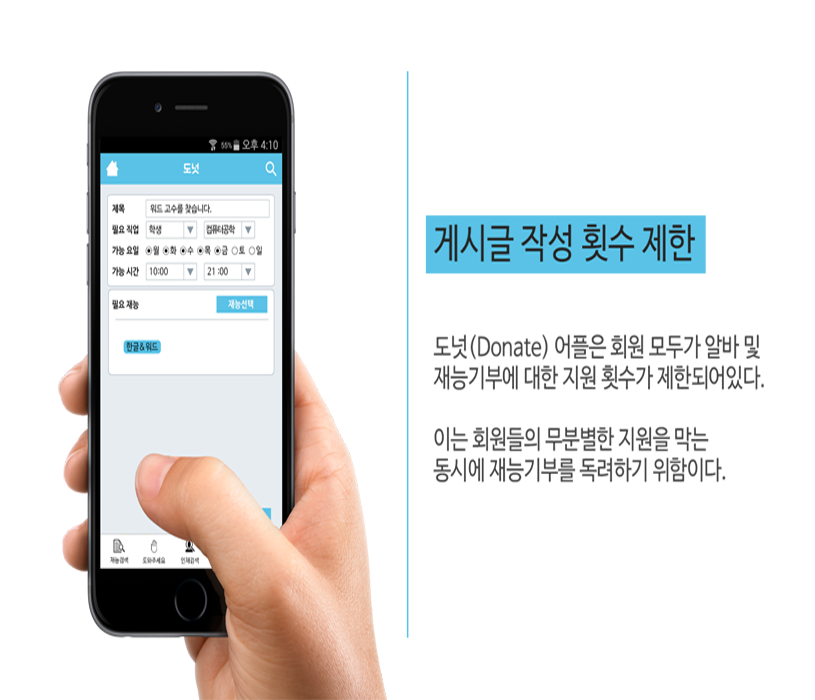 55% 오후 4:10
도넛
제목 워드 고수를 찾습니다.
필요 직업 학생 컴퓨터공학
가능 요일 월 화 수 목 금 토 일
가능 시간 10:00 21 :00
필요 재능 재능선택
한글&워드
재능검색 도와주세요 인재검색
게시글 작성 횟수 제한
도넛(Donate) 어플은 회원 모두가 알바 및
재능기부에 대한 지원 횟수가 제한되어있다.
이는 회원들의 무분별한 지원을 막는
동시에 재능기부를 독려하기 위함이다.